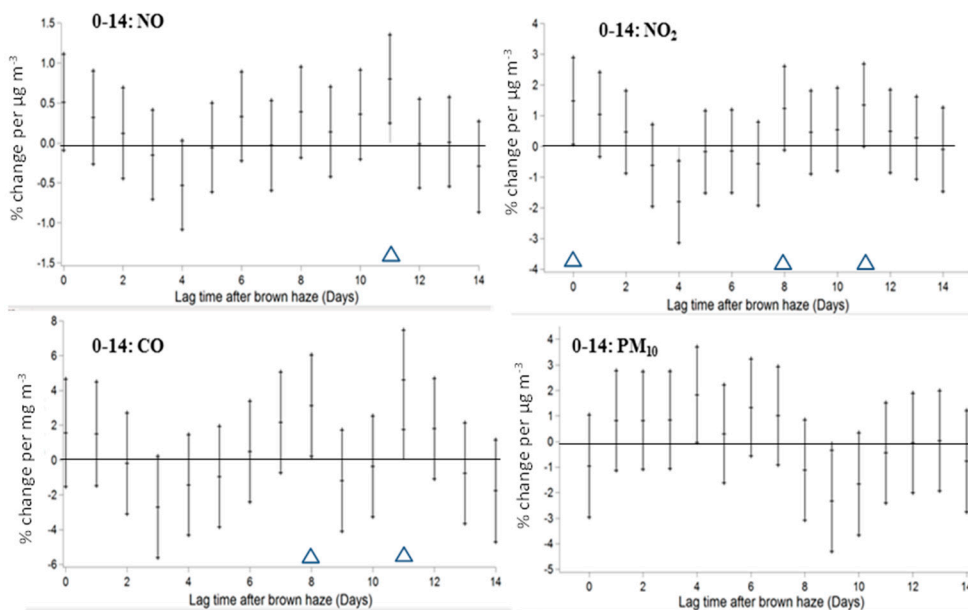 0-14: NO
% change per µg m⁻³
1.5
1.0
0.5
0.0
-0.5
-1.0
-1.5
0 2 4 6 8 10 12 14
Lag time after brown haze (Days)
0-14: NO₂
% change per µg m⁻³
4
3
2
1
0
-1
-2
-3
-4
0 2 4 6 8 10 12 14
Lag time after brown haze (Days)
0-14: CO
% change per mg m⁻³
8
6
4
2
0
-2
-4
-6
0 2 4 6 8 10 12 14
Lag time after brown haze (Days)
0-14: PM₁₀
% change per µg m⁻³
4
3
2
1
0
-1
-2
-3
-4
-5
0 2 4 6 8 10 12 14
Lag time after brown haze (Days)